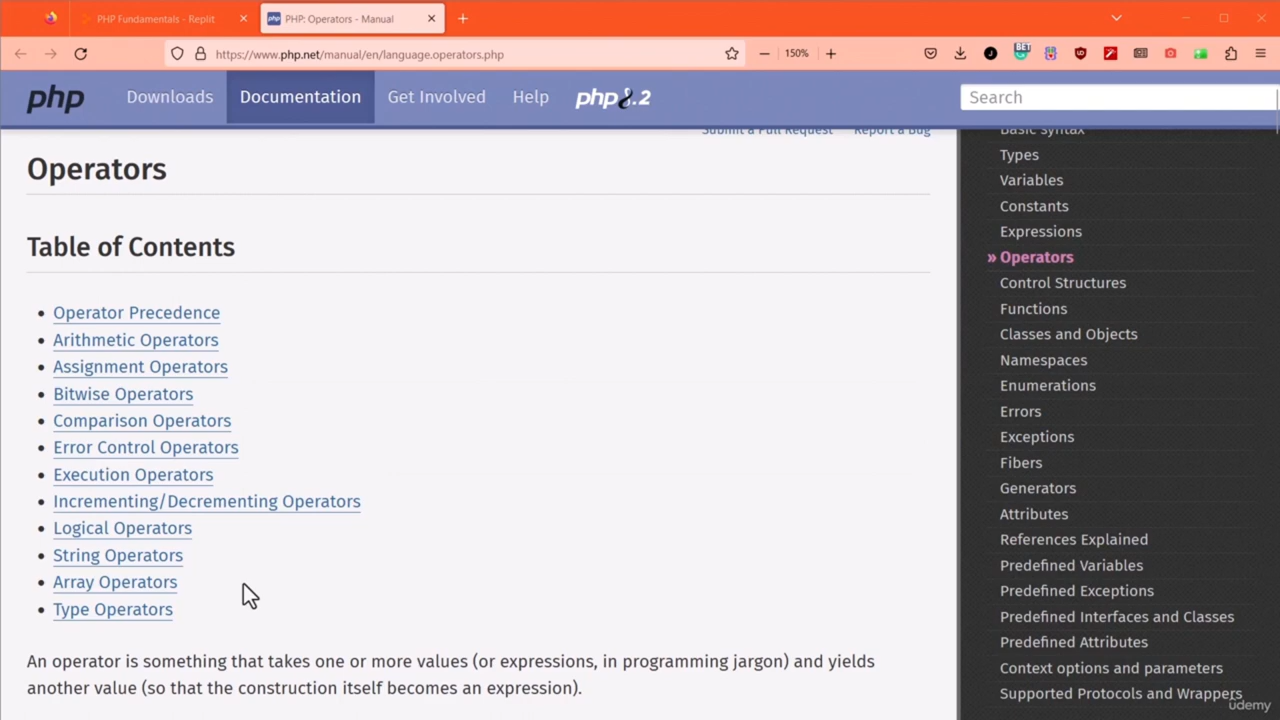 PHP Fundamentals - Replit
php
PHP: Operators - Manual
https://www.php.net/manual/en/language.operators.php
150%
J
BET
php
Downloads
Documentation
Get Involved
Help
php8.2
Search
Submit a Pull Request
Report a Bug
Operators
Table of Contents
• Operator Precedence
• Arithmetic Operators
• Assignment Operators
• Bitwise Operators
• Comparison Operators
• Error Control Operators
• Execution Operators
• Incrementing/Decrementing Operators
• Logical Operators
• String Operators
• Array Operators
• Type Operators
An operator is something that takes one or more values (or expressions, in programming jargon) and yields
another value (so that the construction itself becomes an expression).
Basic syntax
Types
Variables
Constants
Expressions
» Operators
Control Structures
Functions
Classes and Objects
Namespaces
Enumerations
Errors
Exceptions
Fibers
Generators
Attributes
References Explained
Predefined Variables
Predefined Exceptions
Predefined Interfaces and Classes
Predefined Attributes
Context options and parameters
Supported Protocols and Wrappers
udemy